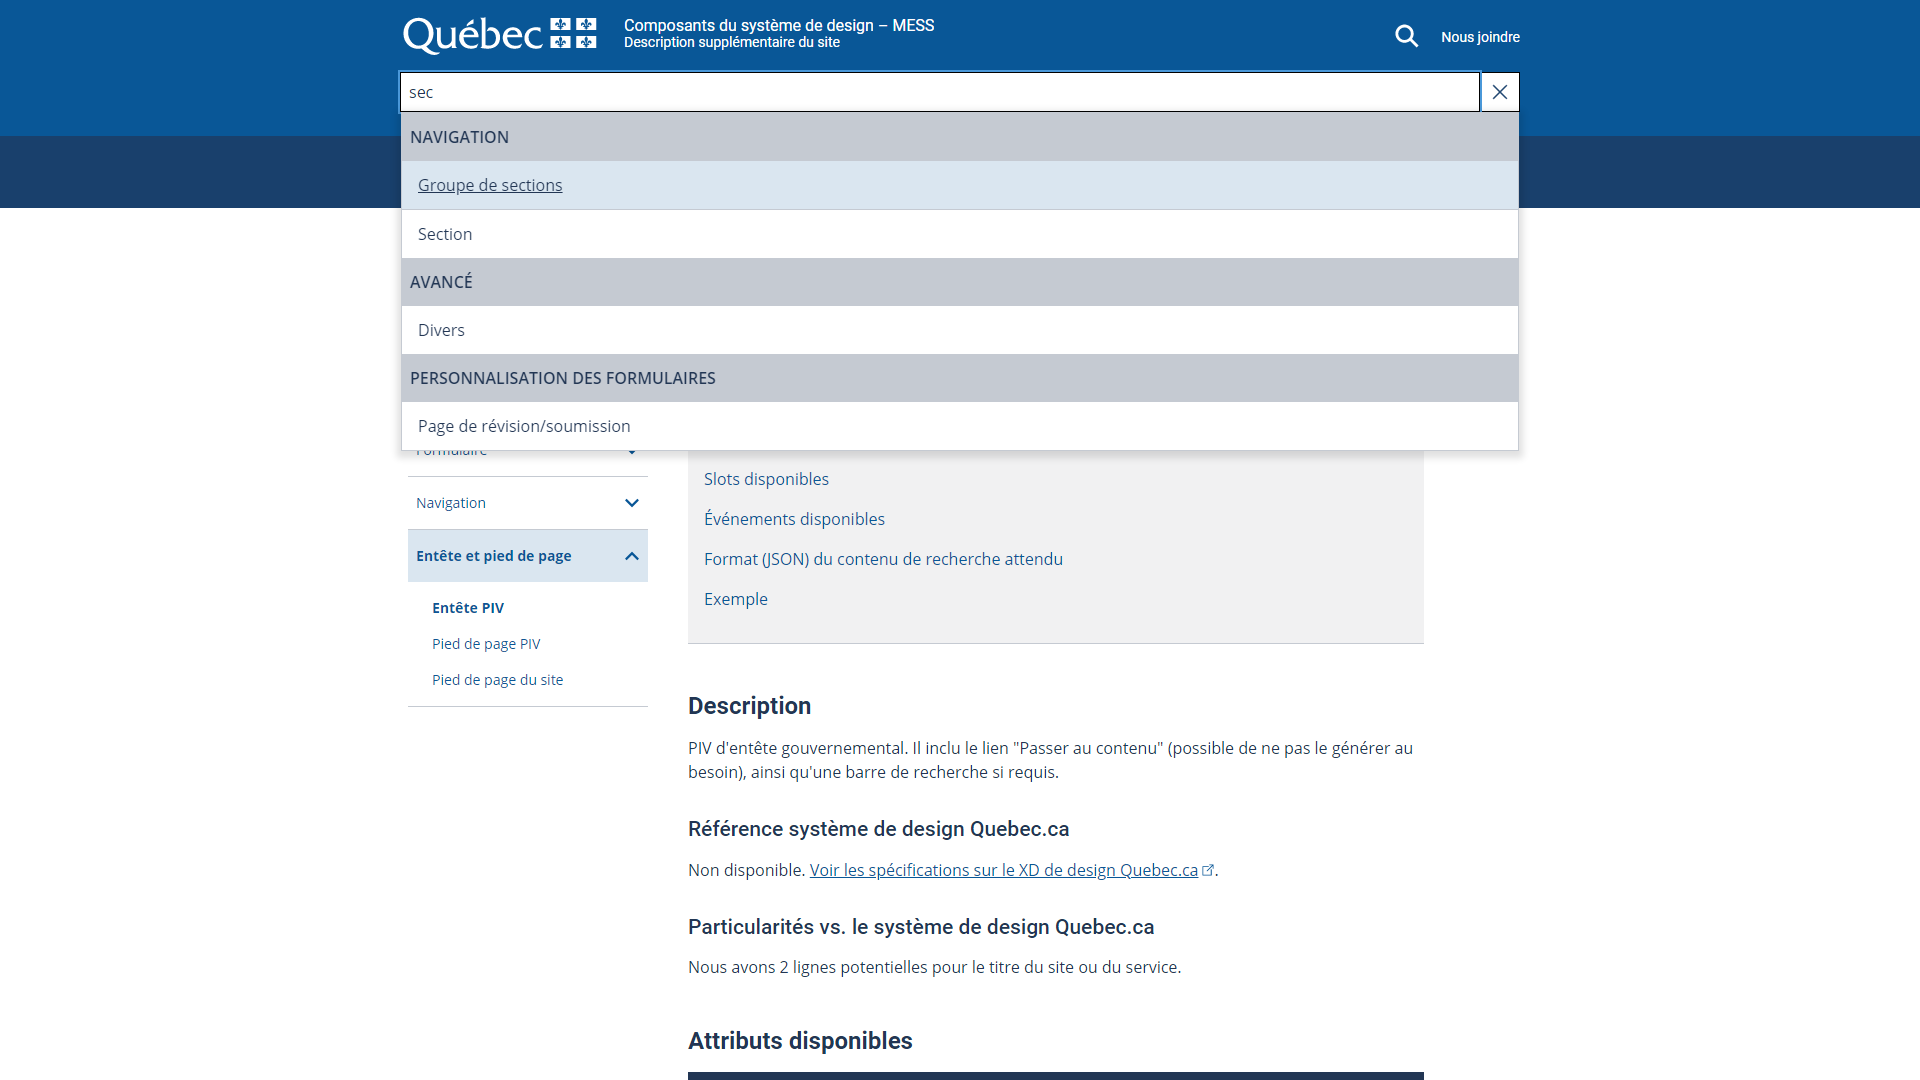 Québec
Composants du système de design – MESS
Description supplémentaire du site
Nous joindre
sec
NAVIGATION
Groupe de sections
Section
AVANCÉ
Divers
PERSONNALISATION DES FORMULAIRES
Page de révision/soumission
Formulaire
Navigation
Entête et pied de page
Entête PIV
Pied de page PIV
Pied de page du site
Slots disponibles
Événements disponibles
Format (JSON) du contenu de recherche attendu
Exemple
Description
PIV d'entête gouvernemental. Il inclu le lien "Passer au contenu" (possible de ne pas le générer au
besoin), ainsi qu'une barre de recherche si requis.
Référence système de design Quebec.ca
Non disponible. Voir les spécifications sur le XD de design Quebec.ca.
Particularités vs. le système de design Quebec.ca
Nous avons 2 lignes potentielles pour le titre du site ou du service.
Attributs disponibles